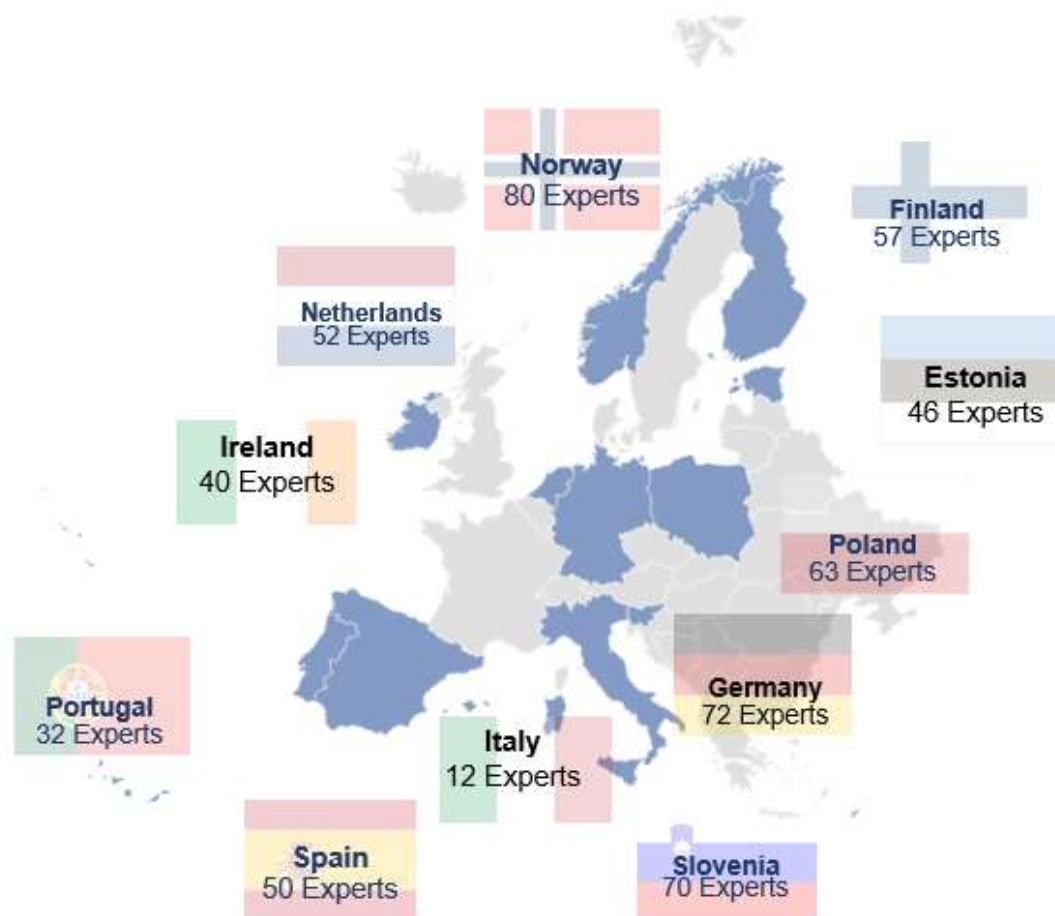 Norway
80 Experts
Finland
57 Experts
Netherlands
52 Experts
Estonia
46 Experts
Ireland
40 Experts
Poland
63 Experts
Portugal
32 Experts
Germany
72 Experts
Italy
12 Experts
Spain
50 Experts
Slovenia
70 Experts